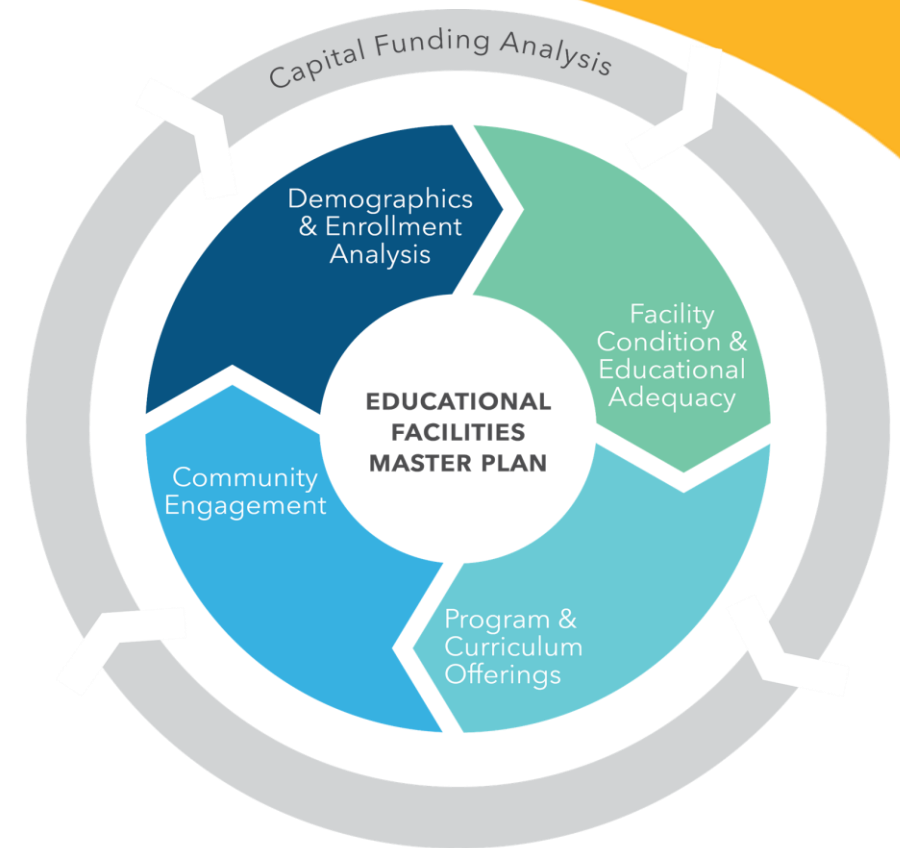 Capital Funding Analysis
Demographics
& Enrollment
Analysis
Facility
Condition &
Educational
Adequacy
EDUCATIONAL
FACILITIES
MASTER PLAN
Community
Engagement
Program &
Curriculum
Offerings